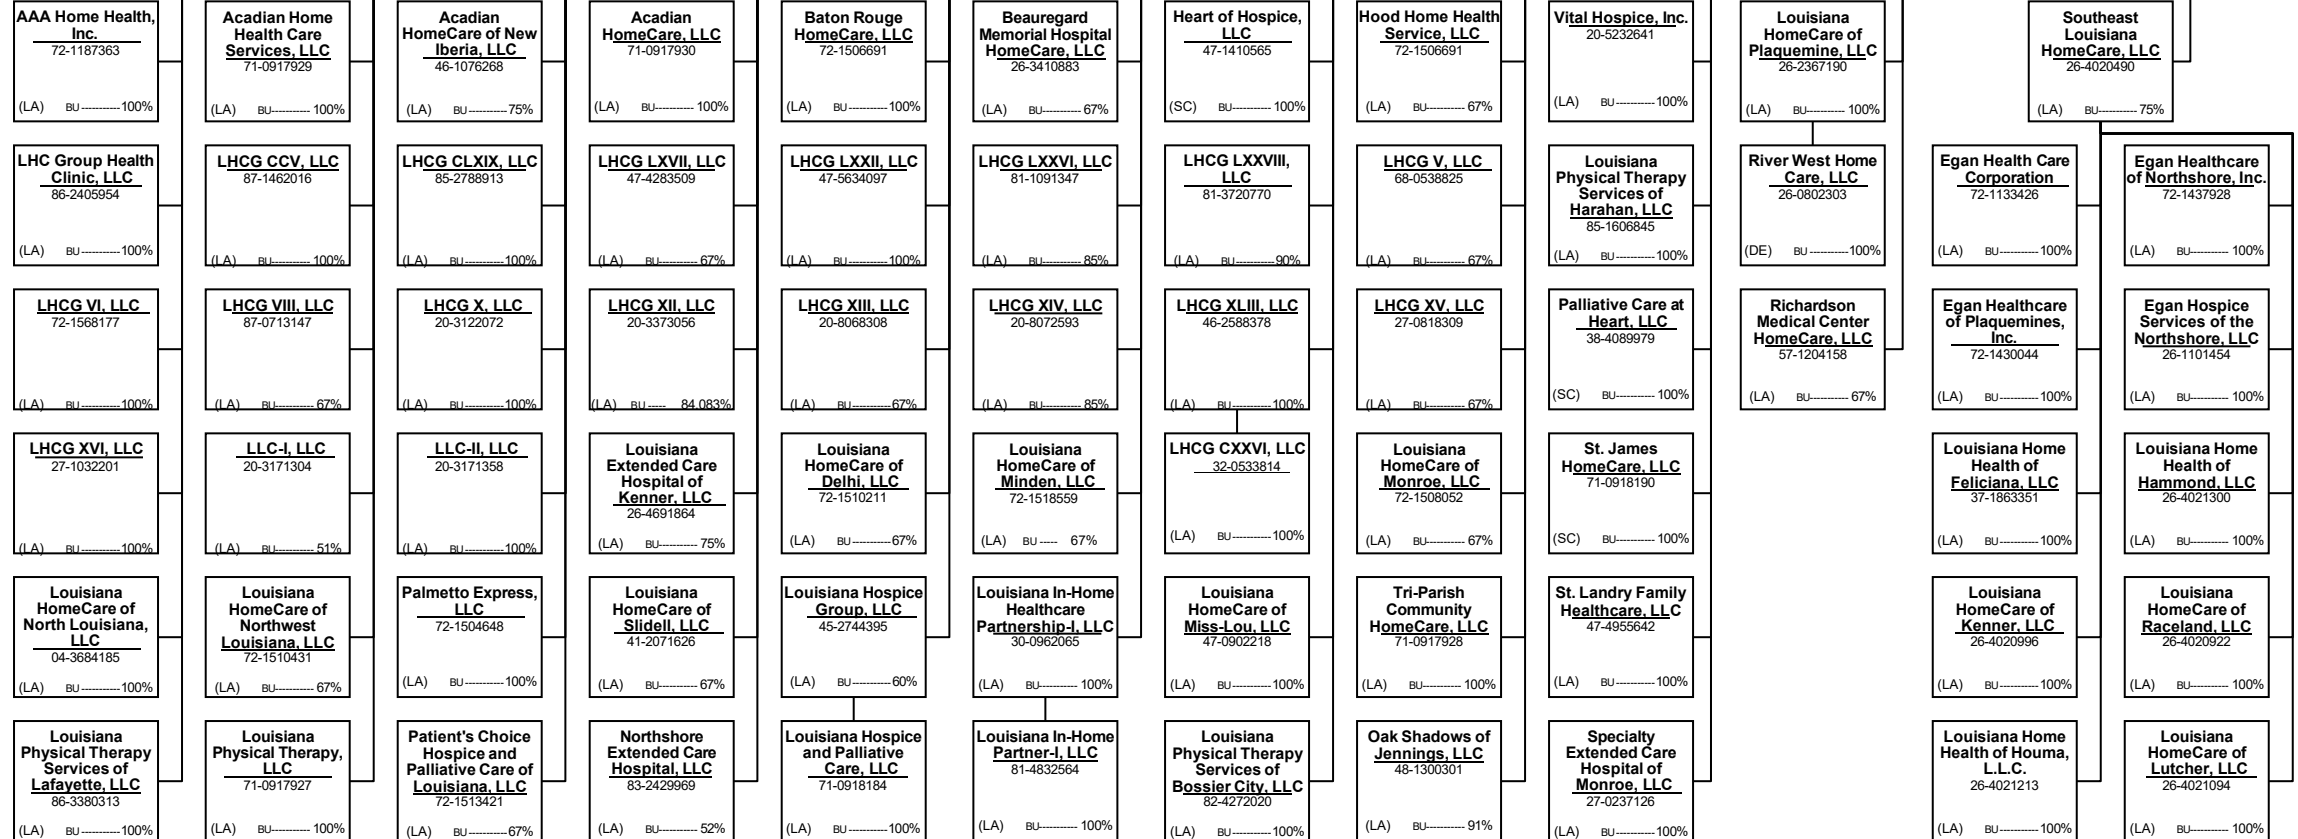 AAA Home Health,
Inc.
72-1187363
(LA) BU-----------100%
Acadian Home
Health Care
Services, LLC
71-0917929
(LA) BU----------- 100%
Acadian
HomeCare of New
Iberia, LLC
46-1076268
(LA) BU-----------75%
Acadian
HomeCare, LLC
71-0917930
(LA) BU----------- 100%
Baton Rouge
HomeCare, LLC
72-1506691
(LA) BU-----------100%
Beauregard
Memorial Hospital
HomeCare, LLC
26-3410883
(LA) BU----------- 67%
Heart of Hospice,
LLC
47-1410565
(SC) BU----------- 100%
Hood Home Health
Service, LLC
72-1506691
(LA) BU----------- 67%
Vital Hospice, Inc.
20-5232641
(LA) BU-----------100%
Louisiana
HomeCare of
Plaquemine, LLC
26-2367190
(LA) BU----------- 100%
Southeast
Louisiana
HomeCare, LLC
26-4020490
(LA) BU----------- 75%
LHC Group Health
Clinic, LLC
86-2405954
(LA) BU-----------100%
LHCG CCV, LLC
87-1462016
(LA) BU----------- 100%
LHCG CLXIX, LLC
85-2788913
(LA) BU-----------100%
LHCG LXVII, LLC
47-4283509
(LA) BU----------- 67%
LHCG LXXII, LLC
47-5634097
(LA) BU-----------100%
LHCG LXXVI, LLC
81-1091347
(LA) BU----------- 85%
LHCG LXXVIII,
LLC
81-3720770
(LA) BU-----------90%
LHCG V, LLC
68-0538825
(LA) BU----------- 67%
Louisiana
Physical Therapy
Services of
Harahan, LLC
85-1606845
(LA) BU-----------100%
River West Home
Care, LLC
26-0802303
(DE) BU-----------100%
Egan Health Care
Corporation
72-1133426
(LA) BU-----------100%
Egan Healthcare
of Northshore, Inc.
72-1437928
(LA) BU----------- 100%
LHCG VI, LLC
72-1568177
(LA) BU-----------100%
LHCG VIII, LLC
87-0713147
(LA) BU----------- 67%
LHCG X, LLC
20-3122072
(LA) BU-----------100%
LHCG XII, LLC
20-3373056
(LA) BU ----- 84.083%
LHCG XIII, LLC
20-8068308
(LA) BU-----------67%
LHCG XIV, LLC
20-8072593
(LA) BU----------- 85%
LHCG XLIII, LLC
46-2588378
(LA) BU-----------100%
LHCG XV, LLC
27-0818309
(LA) BU----------- 67%
Palliative Care at
Heart, LLC
38-4089979
(SC) BU----------- 100%
Richardson
Medical Center
HomeCare, LLC
57-1204158
(LA) BU----------- 67%
Egan Healthcare
of Plaquemines,
Inc.
72-1430044
(LA) BU-----------100%
Egan Hospice
Services of the
Northshore, LLC
26-1101454
(LA) BU----------- 100%
LHCG XVI, LLC
27-1032201
(LA) BU-----------100%
LLC-I, LLC
20-3171304
(LA) BU----------- 51%
LLC-II, LLC
20-3171358
(LA) BU-----------100%
Louisiana
Extended Care
Hospital of
Kenner, LLC
26-4691864
(LA) BU----------- 75%
Louisiana
HomeCare of
Delhi, LLC
72-1510211
(LA) BU-----------67%
Louisiana
HomeCare of
Minden, LLC
72-1518559
(LA) BU ----- 67%
LHCG CXXVI, LLC
32-0533814
(LA) BU-----------100%
Louisiana
HomeCare of
Monroe, LLC
72-1508052
(LA) BU----------- 67%
St. James
HomeCare, LLC
71-0918190
(SC) BU-----------100%
Louisiana Home
Health of
Feliciana, LLC
37-1863351
(LA) BU-----------100%
Louisiana Home
Health of
Hammond, LLC
26-4021300
(LA) BU----------- 100%
Louisiana
HomeCare of
North Louisiana,
LLC
04-3684185
(LA) BU-----------100%
Louisiana
HomeCare of
Northwest
Louisiana, LLC
72-1510431
(LA) BU----------- 67%
Palmetto Express,
LLC
72-1504648
(LA) BU-----------100%
Louisiana
HomeCare of
Slidell, LLC
41-2071626
(LA) BU----------- 67%
Louisiana Hospice
Group, LLC
45-2744395
(LA) BU-----------60%
Louisiana In-Home
Healthcare
Partnership-I, LLC
30-0962065
(LA) BU----------- 100%
Louisiana
HomeCare of
Miss-Lou, LLC
47-0902218
(LA) BU----------- 100%
Tri-Parish
Community
HomeCare, LLC
71-0917928
(LA) BU----------- 100%
St. Landry Family
Healthcare, LLC
47-4955642
(LA) BU-----------100%
Louisiana
HomeCare of
Kenner, LLC
26-4020996
(LA) BU----------- 100%
Louisiana
HomeCare of
Raceland, LLC
26-4020922
(LA) BU----------- 100%
Louisiana
Physical Therapy
Services of
Lafayette, LLC
86-3380313
(LA) BU-----------100%
Louisiana
Physical Therapy,
LLC
71-0917927
(LA) BU----------- 100%
Patient's Choice
Hospice and
Palliative Care of
Louisiana, LLC
72-1513421
(LA) BU-----------67%
Northshore
Extended Care
Hospital, LLC
83-2429969
(LA) BU----------- 52%
Louisiana Hospice
and Palliative
Care, LLC
71-0918184
(LA) BU-----------100%
Louisiana In-Home
Partner-I, LLC
81-4832564
(LA) BU----------- 100%
Louisiana
Physical Therapy
Services of
Bossier City, LLC
82-4272020
(LA) BU-----------100%
Oak Shadows of
Jennings, LLC
48-1300301
(LA) BU----------- 91%
Specialty
Extended Care
Hospital of
Monroe, LLC
27-0237126
(LA) BU-----------100%
Louisiana Home
Health of Houma,
L.L.C.
26-4021213
(LA) BU-----------100%
Louisiana
HomeCare of
Lutcher, LLC
26-4021094
(LA) BU----------- 100%